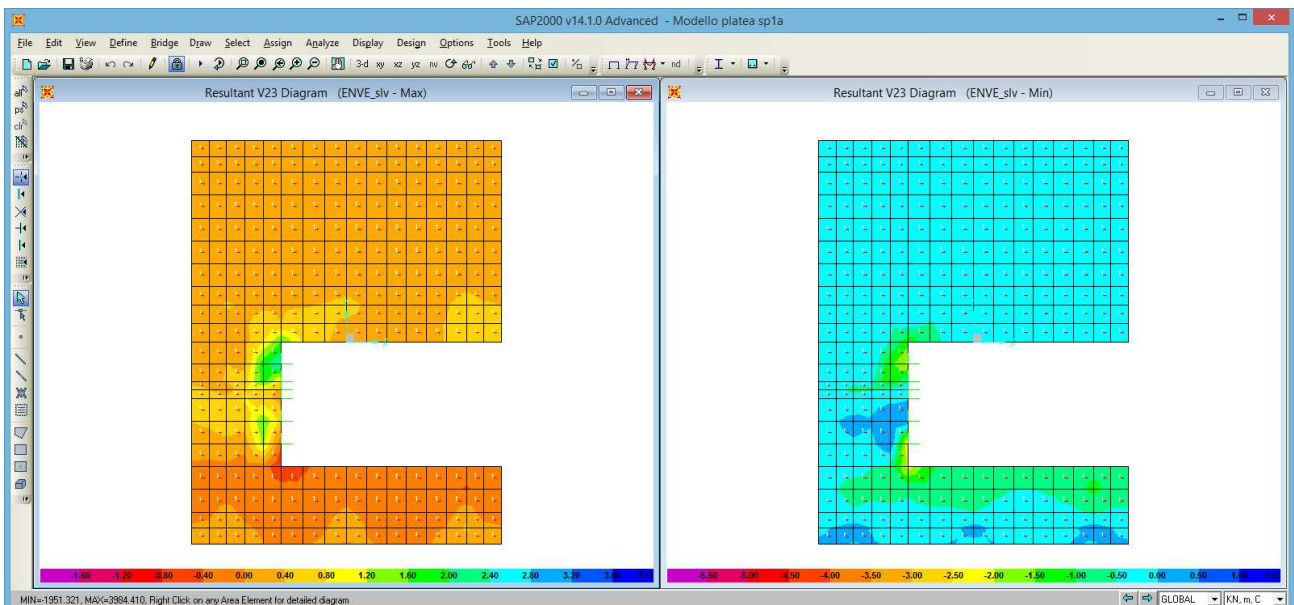 SAP2000 v14.1.0 Advanced - Modello platea sp1a
File Edit View Define Bridge Draw Select Assign Analyze Display Design Options Tools Help
3-d xy xz yz nv nd
all
ps
clr
Resultant V23 Diagram (ENVE_slv - Max)
Resultant V23 Diagram (ENVE_slv - Min)
-1.60 -1.20 -0.80 -0.40 0.00 0.40 0.80 1.20 1.60 2.00 2.40 2.80 3.20 3.60
-5.50 -5.00 -4.50 -4.00 -3.50 -3.00 -2.50 -2.00 -1.50 -1.00 -0.50 0.00 0.50
MIN=-1951.321, MAX=3984.410, Right Click on any Area Element for detailed diagram
GLOBAL KN, m, C